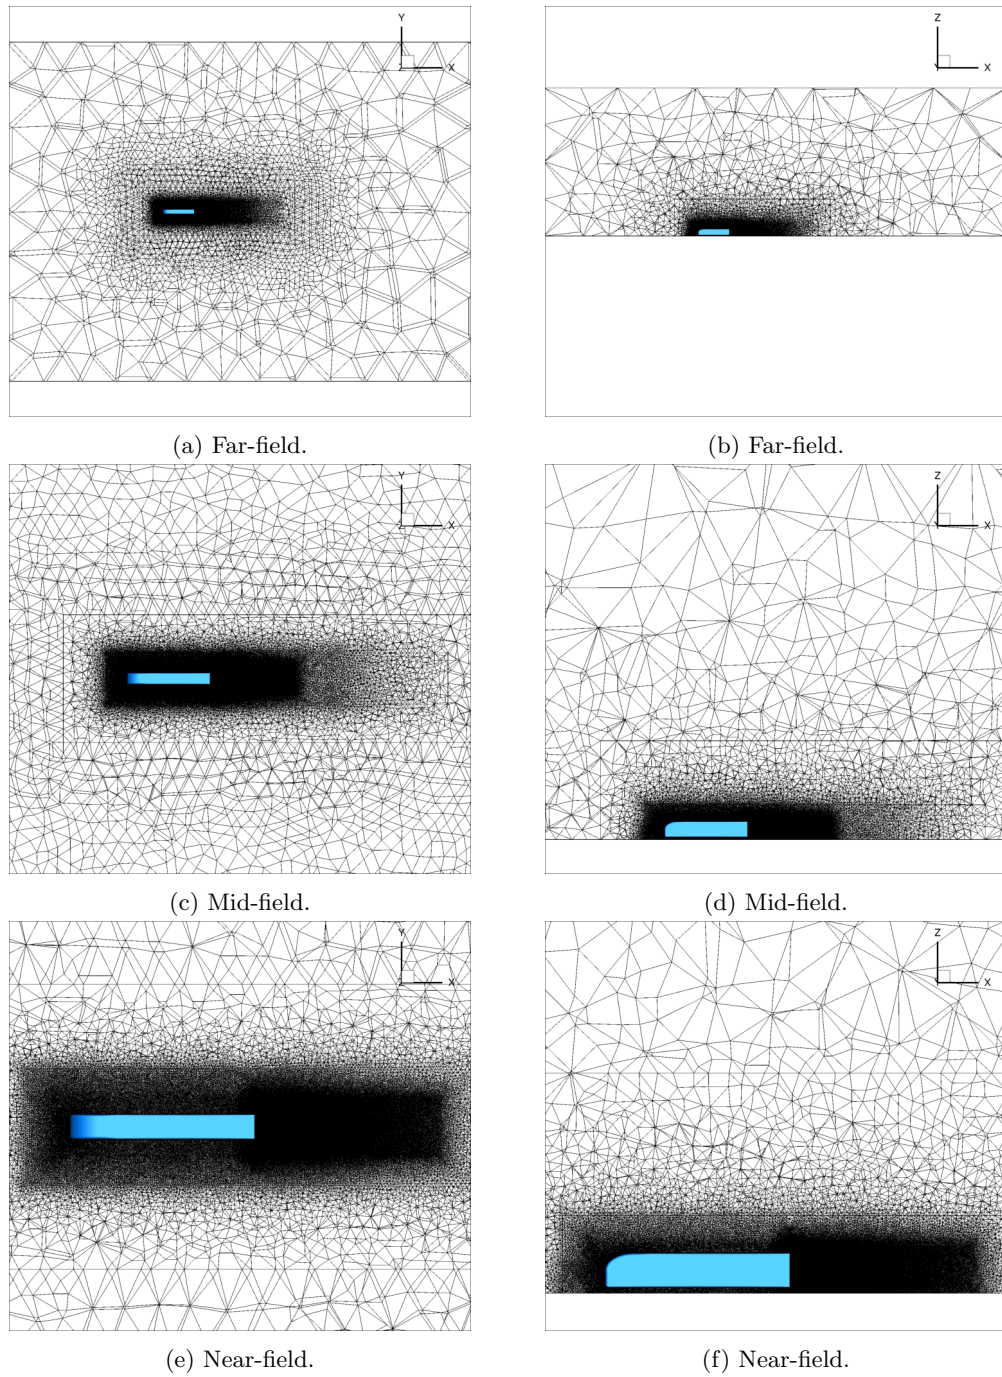 Y
X
Z
Y
X
(a) Far-field.
(b) Far-field.
Y
X
Z
Y
X
(c) Mid-field.
(d) Mid-field.
Y
X
Z
Y
X
(e) Near-field.
(f) Near-field.